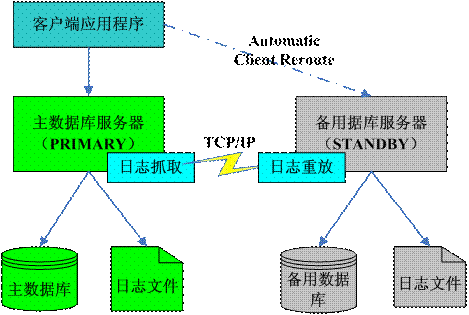 客户端应用程序
Automatic
Client Reroute
主数据库服务器
（PRIMARY）
备用据库服务器
（STANDBY）
TCP/IP
日志抓取
日志重放
主数据库
日志文件
备用数据
库
日志文件